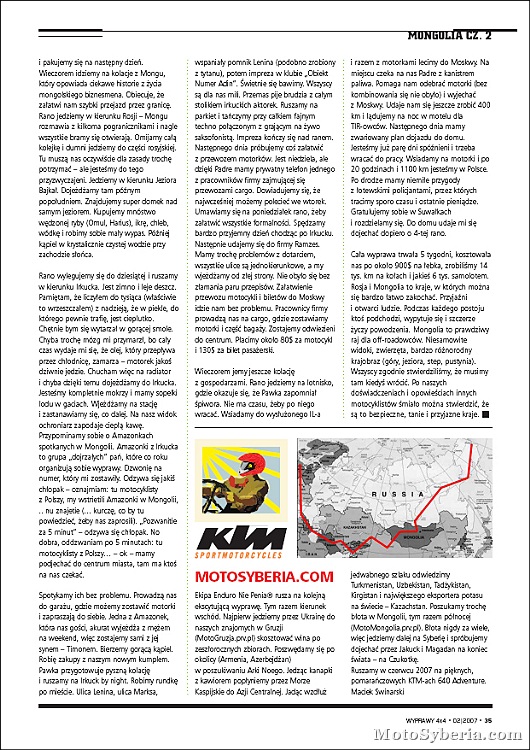 MONGOLIA CZ. 2
i pakujemy się na następny dzień.
Wieczorem idziemy na kolacje z Mongu,
który opowiada ciekawe historie z życia
mongolskiego biznesmena. Obiecuje, że
załatwi nam szybki przejazd przez granicę.
Rano jedziemy w kierunku Rosji – Mongu
rozmawia z kilkoma pogranicznikami i nagle
wszystkie bramy się otwierają. Omijamy całą
kolejkę i dumni jedziemy do części rosyjskiej.
Tu muszą nas oczywiście dla zasady trochę
potrzymać – ale jesteśmy do tego
przyzwyczajeni. Jedziemy w kierunku Jeziora
Bajkał. Dojeżdżamy tam późnym
popołudniem. Znajdujemy super domek nad
samym jeziorem. Kupujemy mnóstwo
wędzonej ryby (Omul, Harius), ikrę, chleb,
wódkę i robimy sobie mały wypas. Później
kąpiel w krystalicznie czystej wodzie przy
zachodzie słońca.
Rano wylegujemy się do dziesiątej i ruszamy
w kierunku Irkucka. Jest zimno i leje deszcz.
Pamiętam, że liczyłem do tysiąca (właściwie
to wrzeszczałem) z nadzieją, że w piekle, do
którego pewnie trafię, jest cieplutko.
Chętnie bym się wytarzał w gorącej smole.
Chyba trochę mózg mi przymarzł, bo cały
czas wydaje mi się, że olej, który przepływa
przez chłodnicę, zamarza – motorek jakoś
dziwnie jedzie. Chucham więc na radiator
i chyba dzięki temu dojeżdżamy do Irkucka.
Jesteśmy kompletnie mokrzy i mamy sopelki
lodu w gaciach. Wjeżdżamy na stację
i zastanawiamy się, co dalej. Na nasz widok
ochroniarz zapodaje ciepłą kawę.
Przypominamy sobie o Amazonkach
spotkanych w Mongolii. Amazonki z Irkucka
to grupa „dojrzałych” pań, które co roku
organizują sobie wyprawy. Dzwonię na
numer, który mi zostawiły. Odzywa się jakiś
chłopak – oznajmiam: tu motocyklisty
z Polszy, my wstrietili Amazonki w Mongolii,
.. nu znajetie (... kurczę, co by tu
powiedzieć, żeby nas zaprosili). „Pozwanitie
za 5 minut” – odzywa się chłopak. No
dobra, oddzwaniam po 5 minutach: tu
motocyklisty z Polszy... – ok – mamy
podjechać do centrum miasta, tam ma ktoś
na nas czekać.
Spotykamy ich bez problemu. Prowadzą nas
do garażu, gdzie możemy zostawić motorki
i zapraszają do siebie. Jedna z Amazonek,
która nas gości, akurat wyjeżdża z mężem
na weekend, więc zostajemy sami z jej
synem – Timonem. Bierzemy gorącą kąpiel.
Robię zakupy z naszym nowym kumplem.
Pawka przygotowuje pyszną kolację
i ruszamy na Irkuck by night. Robimy rundkę
po mieście. Ulica Lenina, ulica Marksa,
wspaniały pomnik Lenina (podobno zrobiony
z tytanu), potem impreza w klubie „Obiekt
Numer Adin”. Świetnie się bawimy. Wszyscy
są dla nas mili. Przemas pije brudzia z całym
stolikiem irkuckich aktorek. Ruszamy na
parkiet i tańczymy przy całkiem fajnym
techno połączonym z grającym na żywo
saksofonistą. Impreza kończy się nad ranem.
Następnego dnia próbujemy coś załatwić
z przewozem motorków. Jest niedziela, ale
dzięki Padre mamy prywatny telefon jednego
z pracowników firmy zajmującej się
przewozami cargo. Dowiadujemy się, że
najwcześniej możemy polecieć we wtorek.
Umawiamy się na poniedziałek rano, żeby
załatwić wszystkie formalności. Spędzamy
bardzo przyjemny dzień chodząc po Irkucku.
Następnie udajemy się do firmy Ramzes.
Mamy trochę problemów z dotarciem,
wszystkie ulice są jednokierunkowe, a my
wjeżdżamy od złej strony. Nie obyło się bez
złamania paru przepisów. Załatwienie
przewozu motocykli i biletów do Moskwy
idzie nam bez problemu. Pracownicy firmy
prowadzą nas na cargo, gdzie zostawiamy
motorki i część bagaży. Zostajemy odwiezieni
do centrum. Płacimy około 80$ za motocykl
i 130$ za bilet pasażerski.
Wieczorem jemy jeszcze kolację
z gospodarzami. Rano jedziemy na lotnisko,
gdzie okazuje się, że Pawka zapomniał
śpiwora. Nie ma czasu, żeby po niego
wracać. Wsiadamy do wysłużonego IL-a
i razem z motorkami lecimy do Moskwy. Na
miejscu czeka na nas Padre z kanistrem
paliwa. Pomaga nam odebrać motorki (bez
kombinowania się nie obyło) i wyjechać
z Moskwy. Udaje nam się jeszcze zrobić 400
km i lądujemy na noc w motelu dla
TIR-owców. Następnego dnia mamy
zwariowany plan dojazdu do domu.
Jesteśmy już parę dni spóźnieni i trzeba
wracać do pracy. Wsiadamy na motorki i po
20 godzinach i 1100 km jesteśmy w Polsce.
Po drodze mamy niemiłe przygody
z łotewskimi policjantami, przez których
tracimy sporo czasu i ostatnie pieniądze.
Gratulujemy sobie w Suwałkach
i rozdzielamy się. Do domu udaje mi się
dojechać dopiero o 4-tej rano.
Cała wyprawa trwała 5 tygodni, kosztowała
nas po około 900$ na łebka, zrobiliśmy 14
tys. km na kołach i jakieś 6 tys. samolotem.
Rosja i Mongolia to kraje, w których można
się bardzo łatwo zakochać. Przyjaźni
i otwarci ludzie. Podczas każdego postoju
ktoś podchodzi, wypytuje się i szczerze
życzy powodzenia. Mongolia to prawdziwy
raj dla off-roadowców. Niesamowite
widoki, zwierzęta, bardzo różnorodny
krajobraz (góry, jeziora, step, pustynia).
Wszyscy zgodnie stwierdziliśmy, że musimy
tam kiedyś wrócić. Po naszych
doświadczeniach i opowieściach innych
motocyklistów śmiało można stwierdzić, że
są to bezpieczne, tanie i przyjazne kraje.
KTM
SPORTMOTORCYCLES
RUSSIA
KAZAKHSTAN
MONGOLIA
MOTOSYBERIA.COM
Ekipa Enduro Nie Penia® rusza na kolejną
ekscytującą wyprawę. Tym razem kierunek
wschód. Najpierw jedziemy przez Ukrainę do
naszych znajomych w Gruzji
(MotoGruzja.prv.pl) skosztować wina po
zeszłorocznych zbiorach. Poszwędamy się po
okolicy (Armenia, Azerbejdżan)
w poszukiwaniu Arki Noego. Jedząc kanapki
z kawiorem popłyniemy przez Morze
Kaspijskie do Azji Centralnej. Jadąc wzdłuż
jedwabnego szlaku odwiedzimy
Turkmenistan, Uzbekistan, Tadżykistan,
Kirgistan i największego eksportera potasu
na świecie – Kazachstan. Poszukamy trochę
błota w Mongolii, tym razem północnej
(MotoMongolia.prv.pl). Błota nigdy za wiele,
więc jedziemy dalej na Syberię i spróbujemy
dojechać przez Jakuck i Magadan na koniec
świata – na Czukotkę.
Ruszamy w czerwcu 2007 na pięknych,
pomarańczowych KTM-ach 640 Adventure.
Maciek Swinarski
WYPRAWY 4x4 • 02/2007 • 35
MotoSyberia.com